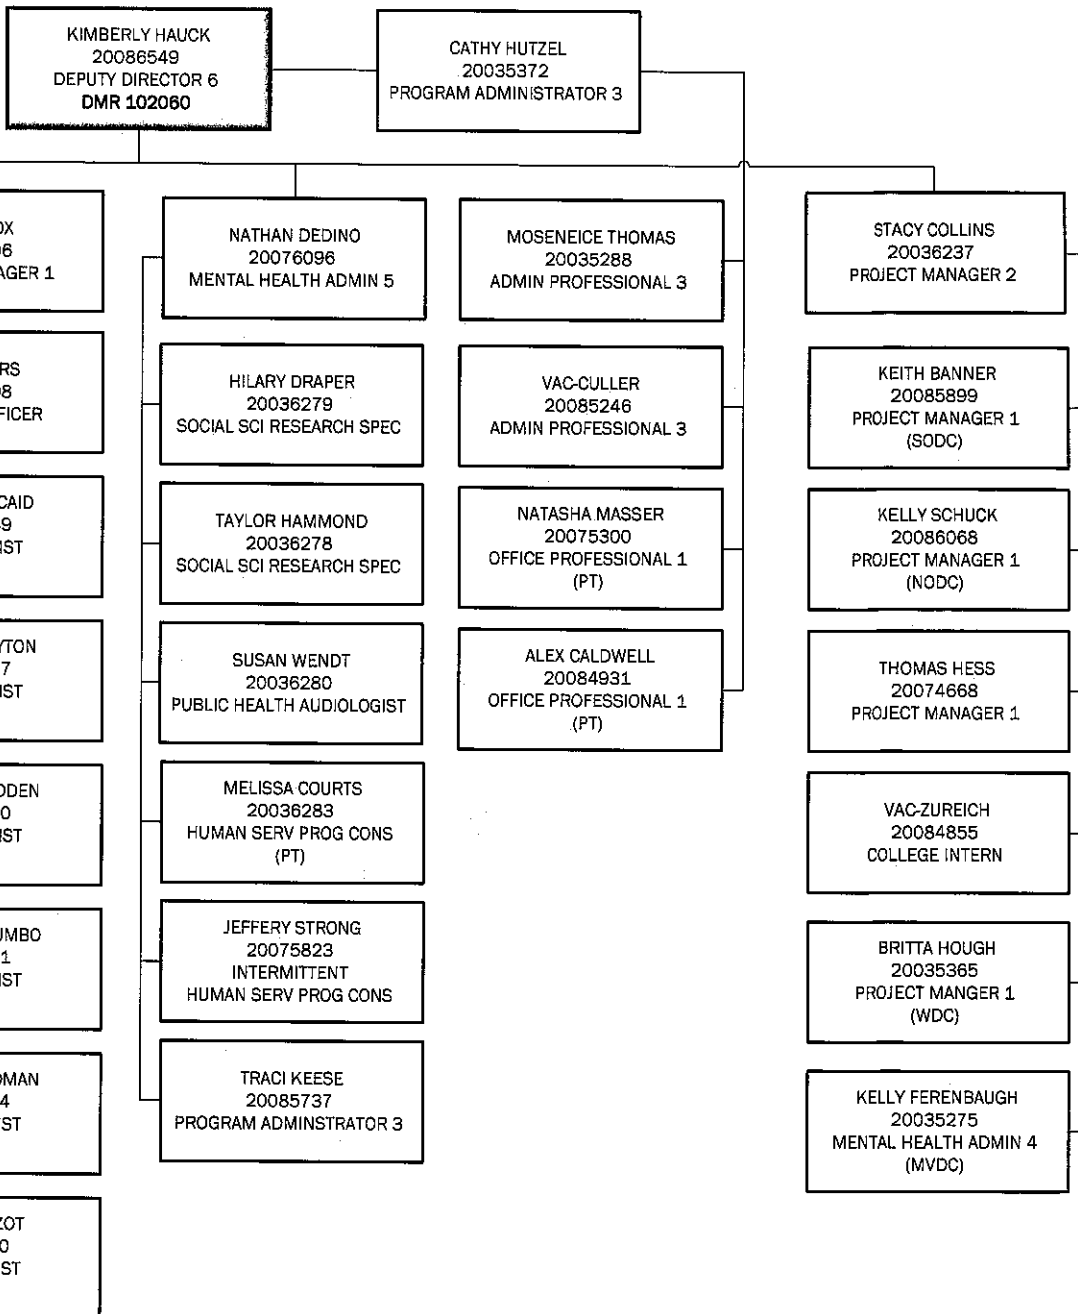 KIMBERLY HAUCK
20086549
DEPUTY DIRECTOR 6
DMR 102060
CATHY HUTZEL
20035372
PROGRAM ADMINISTRATOR 3
AGER 1
NATHAN DEDINO
20076096
MENTAL HEALTH ADMIN 5
HILARY DRAPER
20036279
SOCIAL SCI RESEARCH SPEC
TAYLOR HAMMOND
20036278
SOCIAL SCI RESEARCH SPEC
SUSAN WENDT
20036280
PUBLIC HEALTH AUDIOLOGIST
MELISSA COURTS
20036283
HUMAN SERV PROG CONS
(PT)
JEFFERY STRONG
20075823
INTERMITTENT
HUMAN SERV PROG CONS
TRACI KEESE
20085737
PROGRAM ADMINSTRATOR 3
MOSENEICE THOMAS
20035288
ADMIN PROFESSIONAL 3
VAC-CULLER
20085246
ADMIN PROFESSIONAL 3
NATASHA MASSER
20075300
OFFICE PROFESSIONAL 1
(PT)
ALEX CALDWELL
20084931
OFFICE PROFESSIONAL 1
(PT)
STACY COLLINS
20036237
PROJECT MANAGER 2
KEITH BANNER
20085899
PROJECT MANAGER 1
(SODC)
KELLY SCHUCK
20086068
PROJECT MANAGER 1
(NODC)
THOMAS HESS
20074668
PROJECT MANAGER 1
VAC-ZUREICH
20084855
COLLEGE INTERN
BRITTA HOUGH
20035365
PROJECT MANGER 1
(WDC)
KELLY FERENBAUGH
20035275
MENTAL HEALTH ADMIN 4
(MVDC)